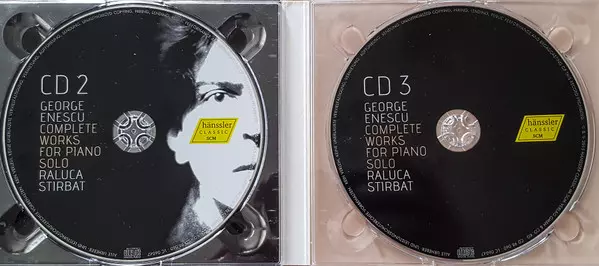 CD 2
GEORGE
ENESCU
COMPLETE
WORKS
FOR PIANO
SOLO
RALUCA
STIRBAT
hänssler
CLASSIC
SCM
CD 3
GEORGE
ENESCU
COMPLETE
WORKS
FOR PIANO
SOLO
RALUCA
STIRBAT
hänssler
CLASSIC
SCM